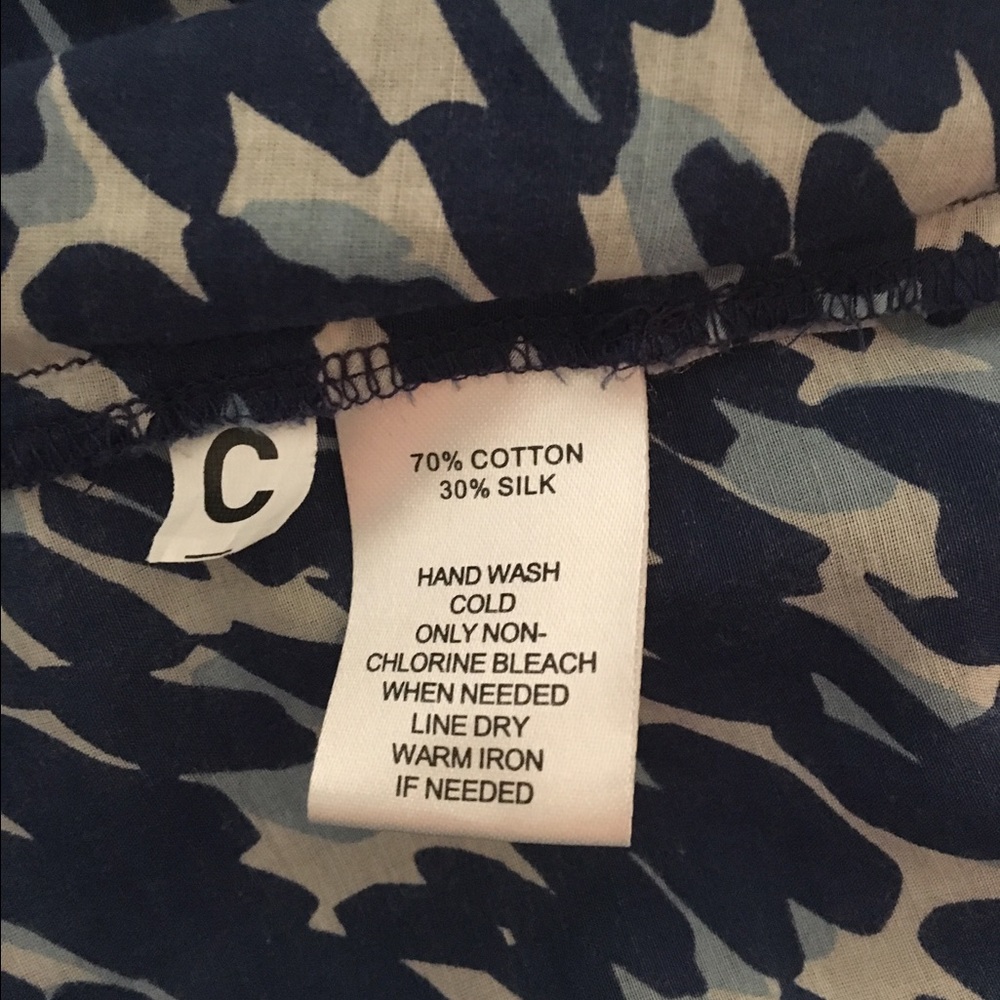 C
70% COTTON
30% SILK
HAND WASH
COLD
ONLY NON-
CHLORINE BLEACH
WHEN NEEDED
LINE DRY
WARM IRON
IF NEEDED